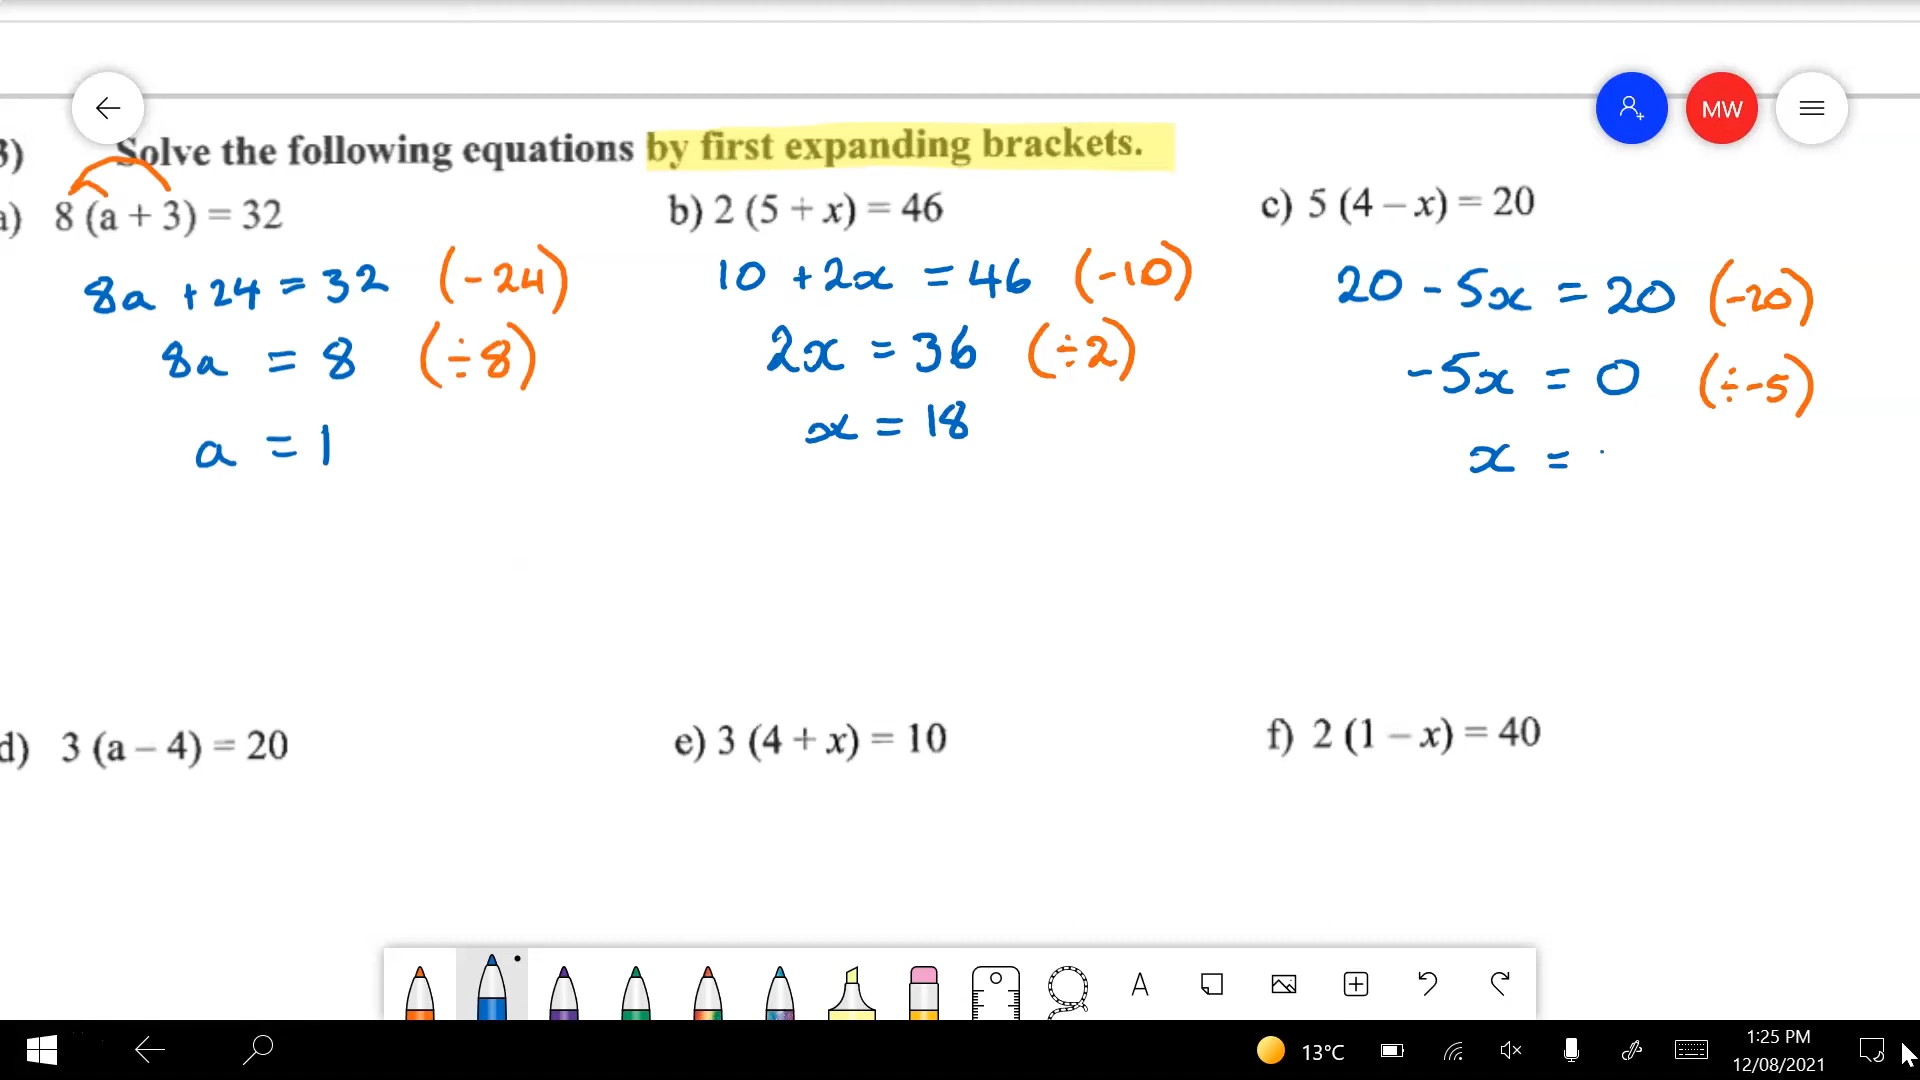 MW
3) Solve the following equations by first expanding brackets.
a) 8 (a + 3) = 32
8a + 24 = 32 (-24)
8a = 8 (÷8)
a = 1
b) 2 (5 + x) = 46
10 + 2x = 46 (-10)
2x = 36 (÷2)
x = 18
c) 5 (4 – x) = 20
20 - 5x = 20 (-20)
-5x = 0 (÷-5)
x =
d) 3 (a – 4) = 20
e) 3 (4 + x) = 10
f) 2 (1 – x) = 40
A
13°C
1:25 PM
12/08/2021